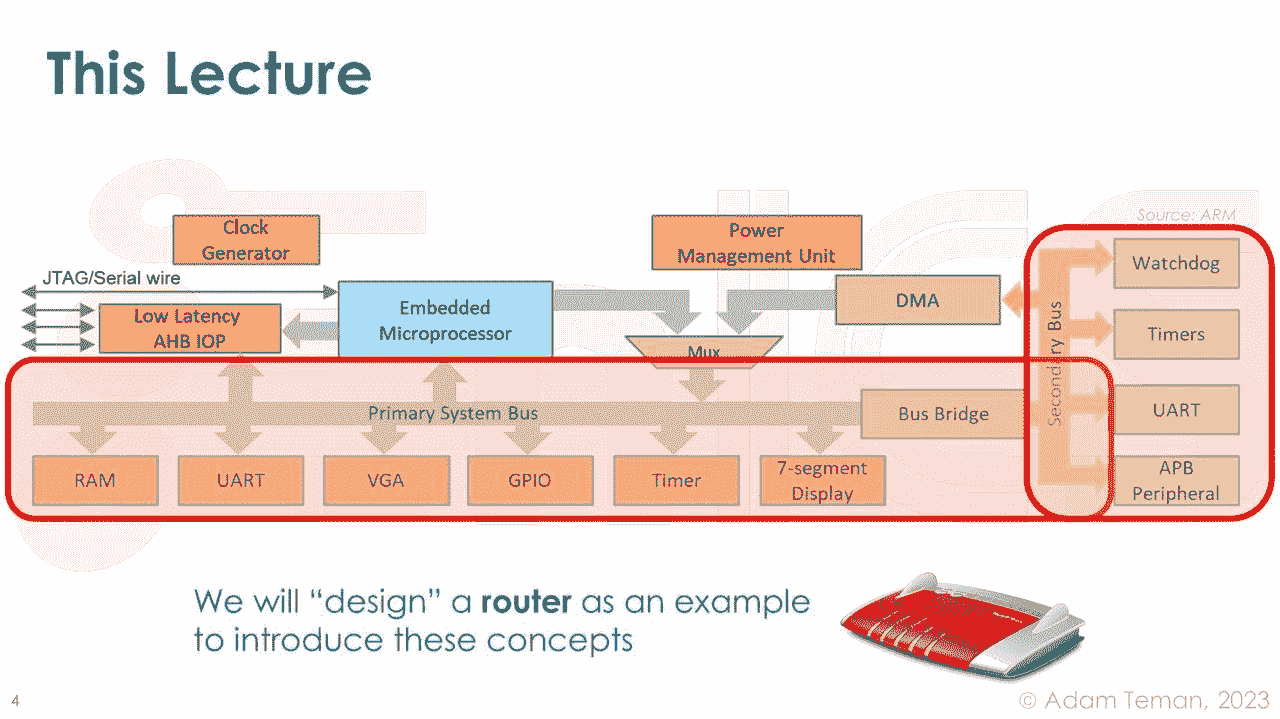 This Lecture
Source: ARM
Clock
Generator
Power
Management Unit
Watchdog
JTAG/Serial wire
Embedded
Microprocessor
DMA
Low Latency
AHB IOP
Timers
Mux
Secondary Bus
Primary System Bus
Bus Bridge
UART
RAM
UART
VGA
GPIO
Timer
7-segment
Display
APB
Peripheral
We will “design” a router as an example
to introduce these concepts
4
© Adam Teman, 2023